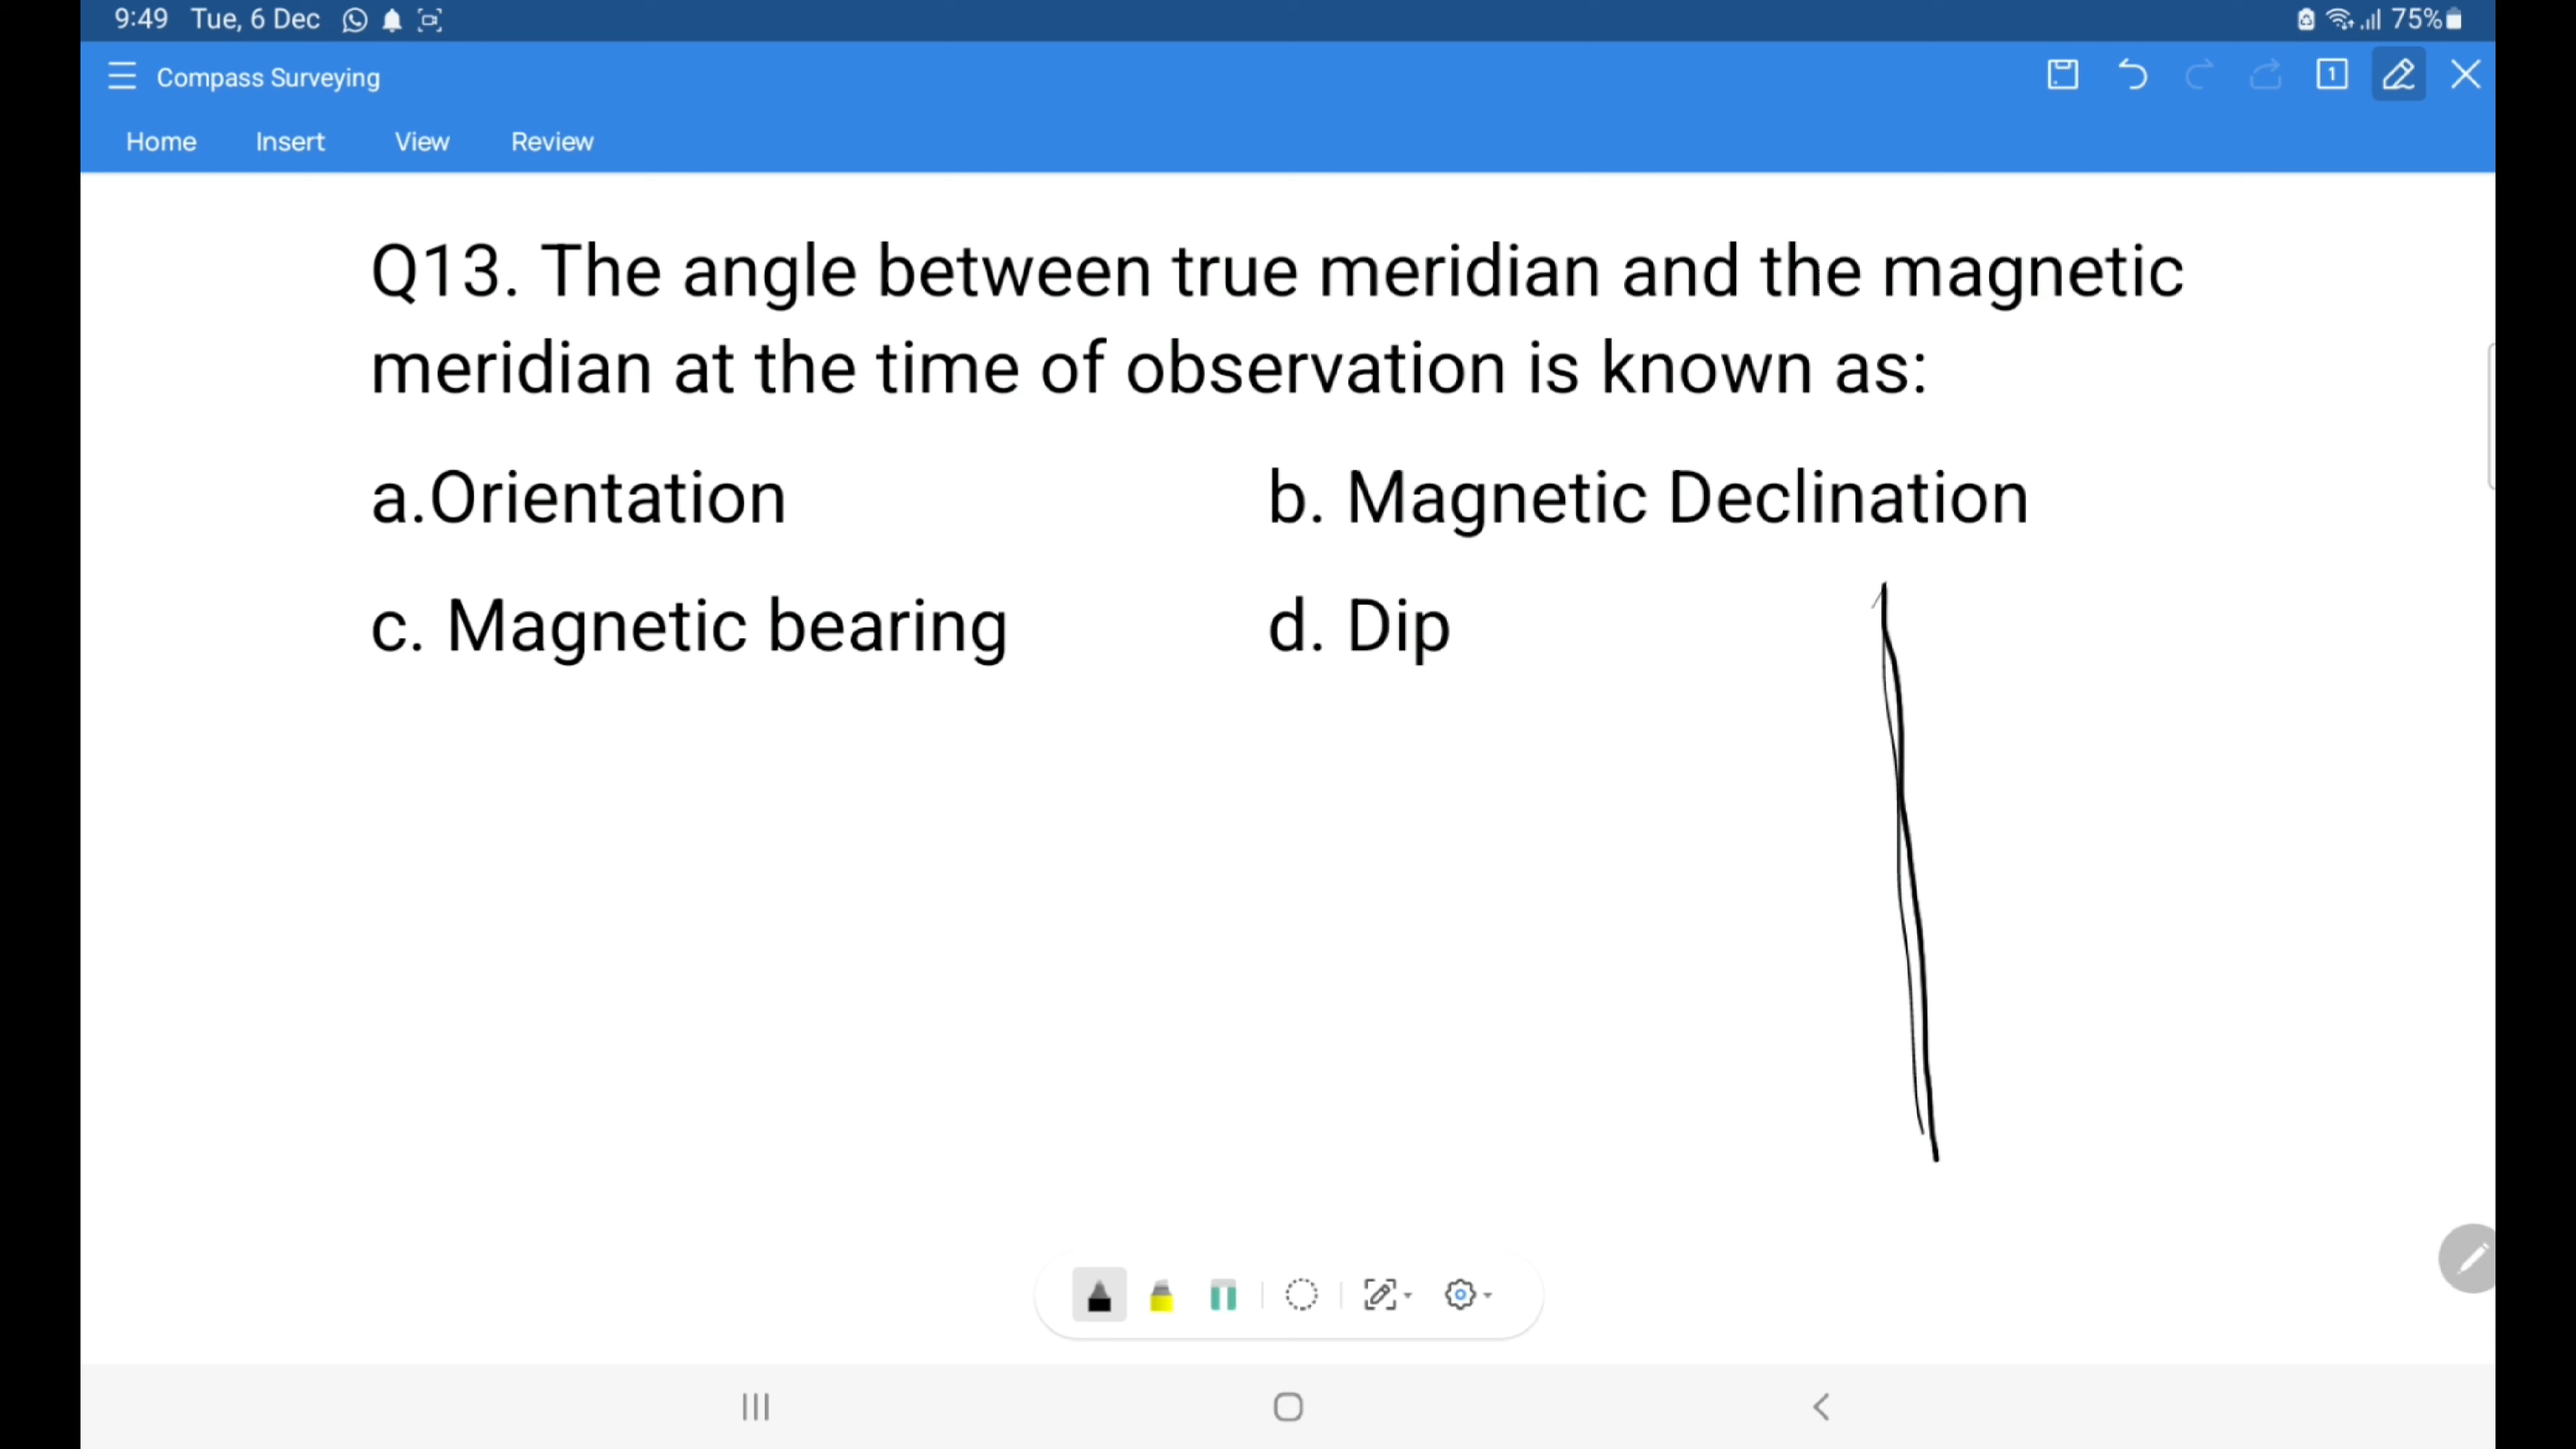 9:49 Tue, 6 Dec 75%
Compass Surveying 1
Home Insert View Review
Q13. The angle between true meridian and the magnetic
meridian at the time of observation is known as:
a.Orientation b. Magnetic Declination
c. Magnetic bearing d. Dip